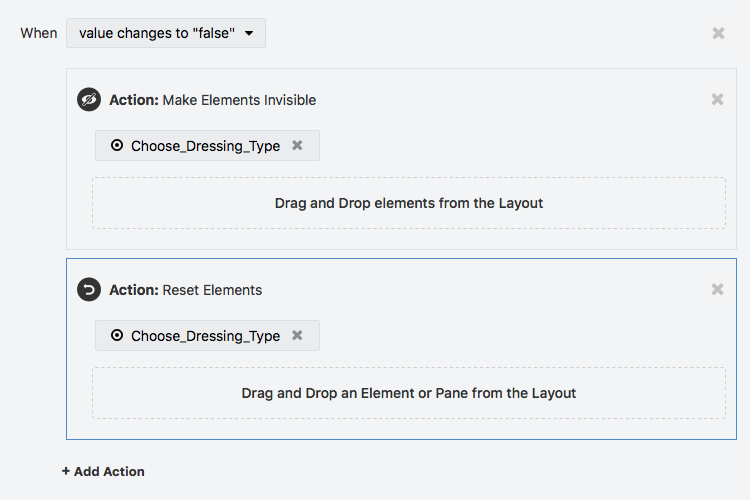 When value changes to "false"
Action: Make Elements Invisible
Choose_Dressing_Type
Drag and Drop elements from the Layout
Action: Reset Elements
Choose_Dressing_Type
Drag and Drop an Element or Pane from the Layout
+ Add Action